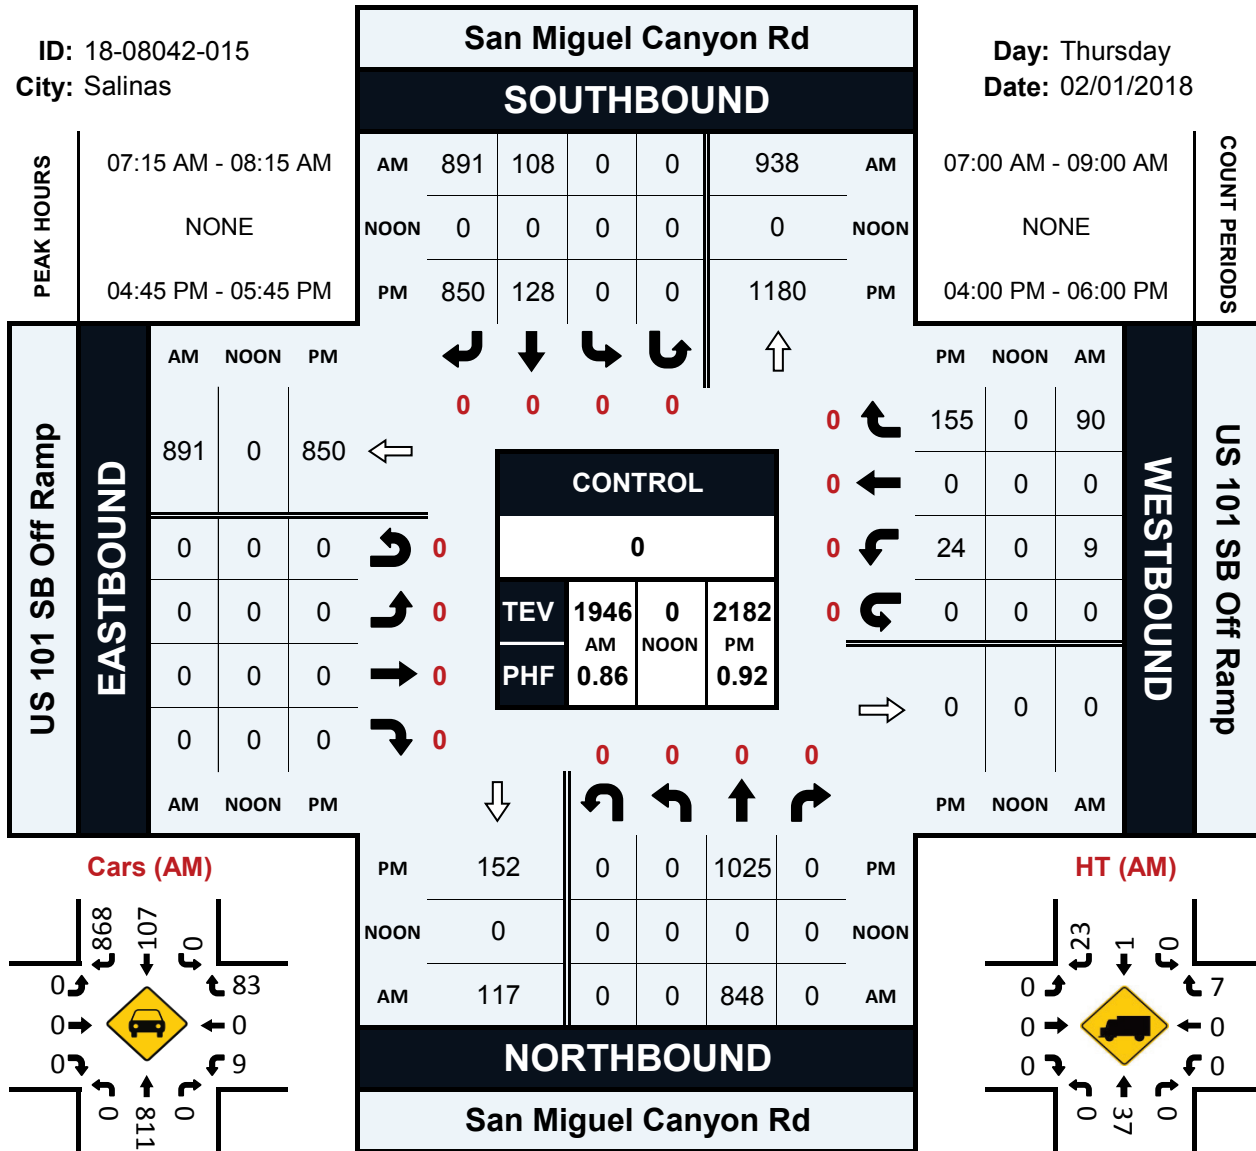 ID: 18-08042-015
City: Salinas
San Miguel Canyon Rd
SOUTHBOUND
Day: Thursday
Date: 02/01/2018
PEAK HOURS
07:15 AM - 08:15 AM
NONE
04:45 PM - 05:45 PM
AM 891 108 0 0 938 AM
NOON 0 0 0 0 0 NOON
PM 850 128 0 0 1180 PM
07:00 AM - 09:00 AM
NONE
04:00 PM - 06:00 PM
COUNT PERIODS
0 0 0 0
US 101 SB Off Ramp
EASTBOUND
AM NOON PM
891 0 850
0 0 0 0
0 0 0 0
0 0 0 0
0 0 0 0
AM NOON PM
CONTROL
0
TEV 1946 0 2182
AM NOON PM
PHF 0.86 0.92
PM NOON AM
0 155 0 90
0 0 0 0
0 24 0 9
0 0 0 0
0 0 0
PM NOON AM
WESTBOUND
US 101 SB Off Ramp
0 0 0 0
PM 152 0 0 1025 0 PM
NOON 0 0 0 0 0 NOON
AM 117 0 0 848 0 AM
NORTHBOUND
San Miguel Canyon Rd
Cars (AM)
868 107 0
0 83
0 0
0 9
0 811 0
HT (AM)
23 1 0
0 7
0 0
0 0
0 37 0